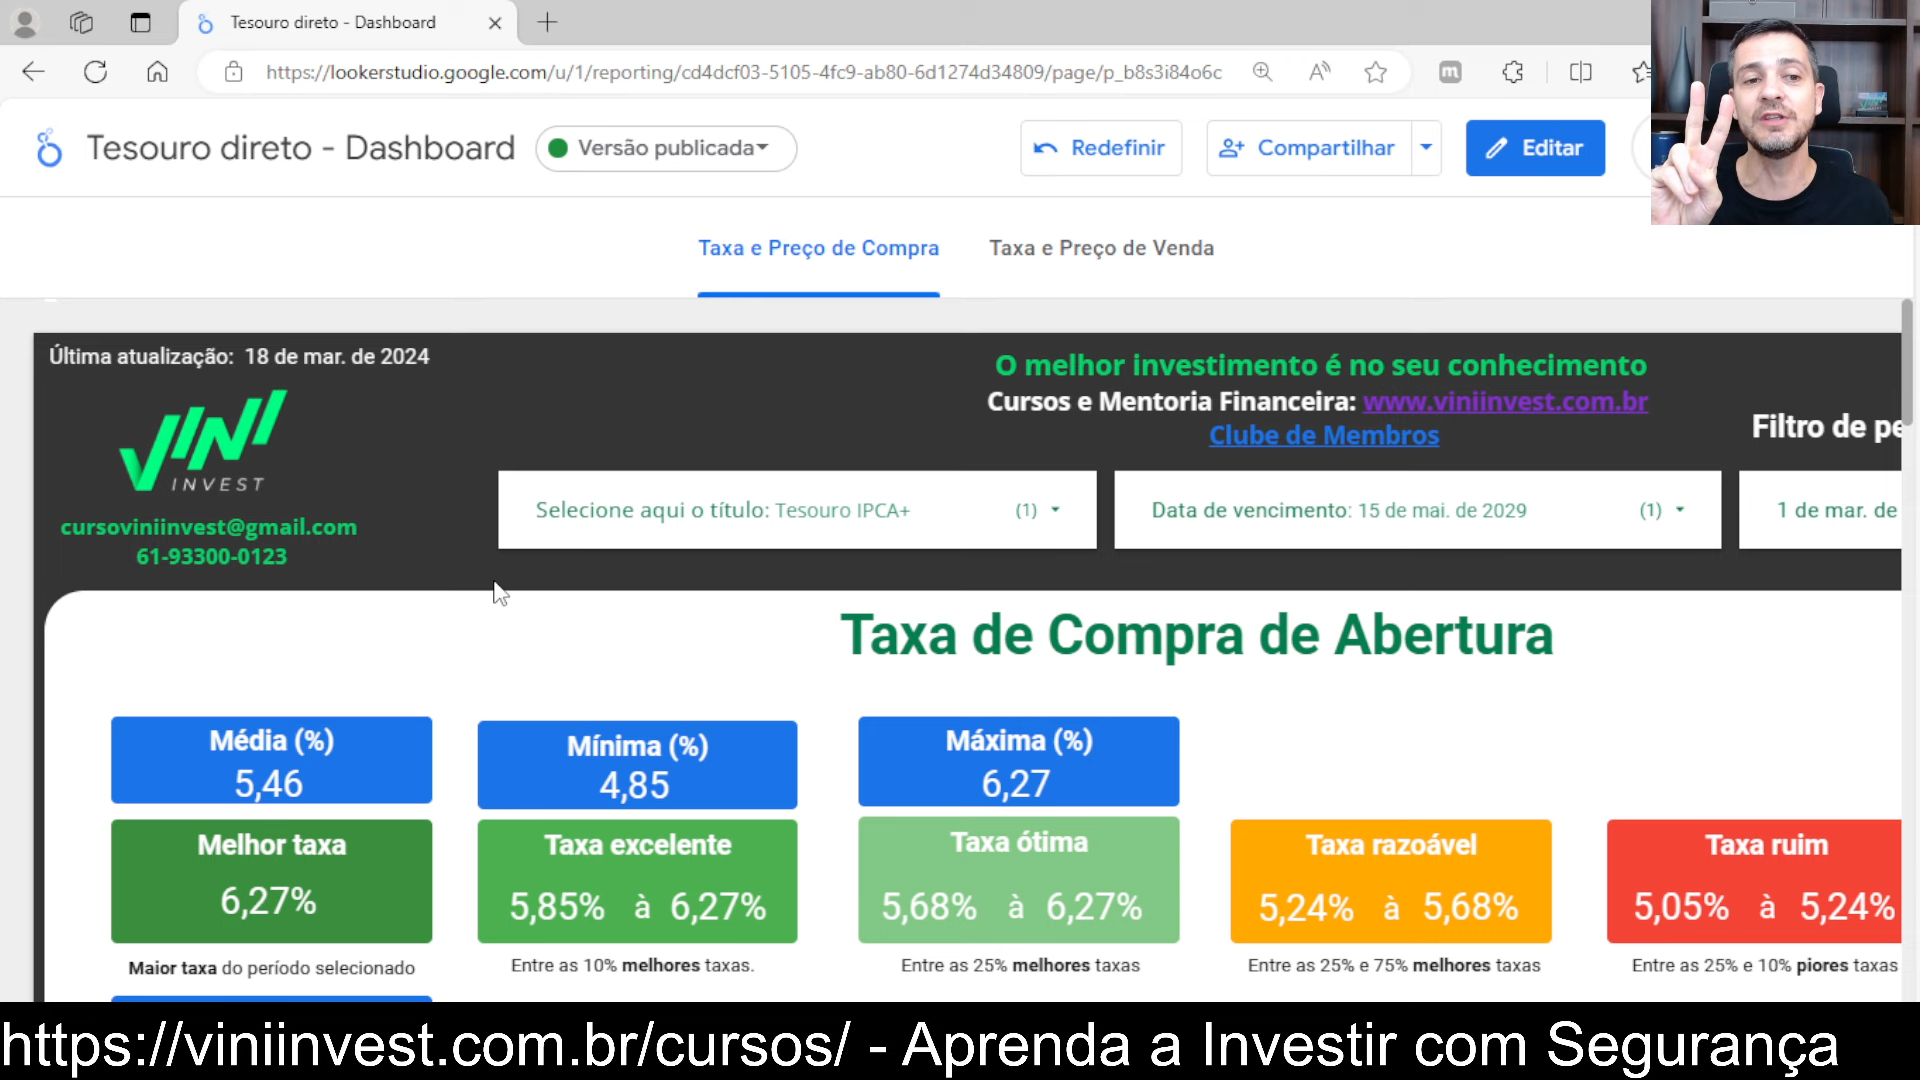 Tesouro direto - Dashboard
https://lookerstudio.google.com/u/1/reporting/cd4dcf03-5105-4fc9-ab80-6d1274d34809/page/p_b8s3i84o6c
Tesouro direto - Dashboard
Versão publicada
Redefinir
Compartilhar
Editar
Taxa e Preço de Compra
Taxa e Preço de Venda
Última atualização: 18 de mar. de 2024
VINI
INVEST
cursoviniinvest@gmail.com
61-93300-0123
O melhor investimento é no seu conhecimento
Cursos e Mentoria Financeira: www.viniinvest.com.br
Clube de Membros
Filtro de pe
Selecione aqui o título: Tesouro IPCA+ (1)
Data de vencimento: 15 de mai. de 2029 (1)
1 de mar. de
Taxa de Compra de Abertura
Média (%)
5,46
Mínima (%)
4,85
Máxima (%)
6,27
Melhor taxa
6,27%
Maior taxa do período selecionado
Taxa excelente
5,85% à 6,27%
Entre as 10% melhores taxas.
Taxa ótima
5,68% à 6,27%
Entre as 25% melhores taxas
Taxa razoável
5,24% à 5,68%
Entre as 25% e 75% melhores taxas
Taxa ruim
5,05% à 5,24%
Entre as 25% e 10% piores taxas
https://viniinvest.com.br/cursos/ - Aprenda a Investir com Segurança